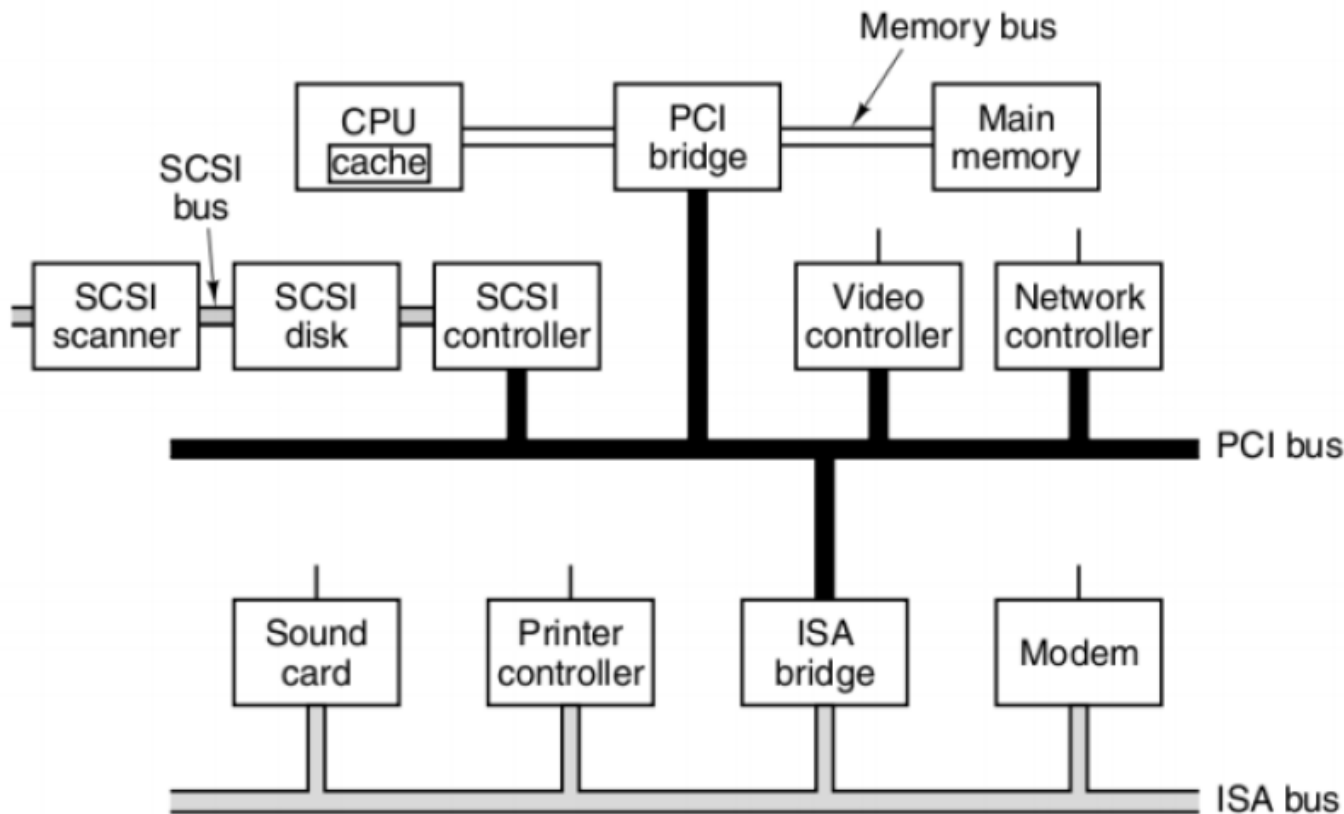 Memory bus
CPU
cache
PCI
bridge
Main
memory
SCSI
bus
SCSI
scanner
SCSI
disk
SCSI
controller
Video
controller
Network
controller
PCI bus
Sound
card
Printer
controller
ISA
bridge
Modem
ISA bus